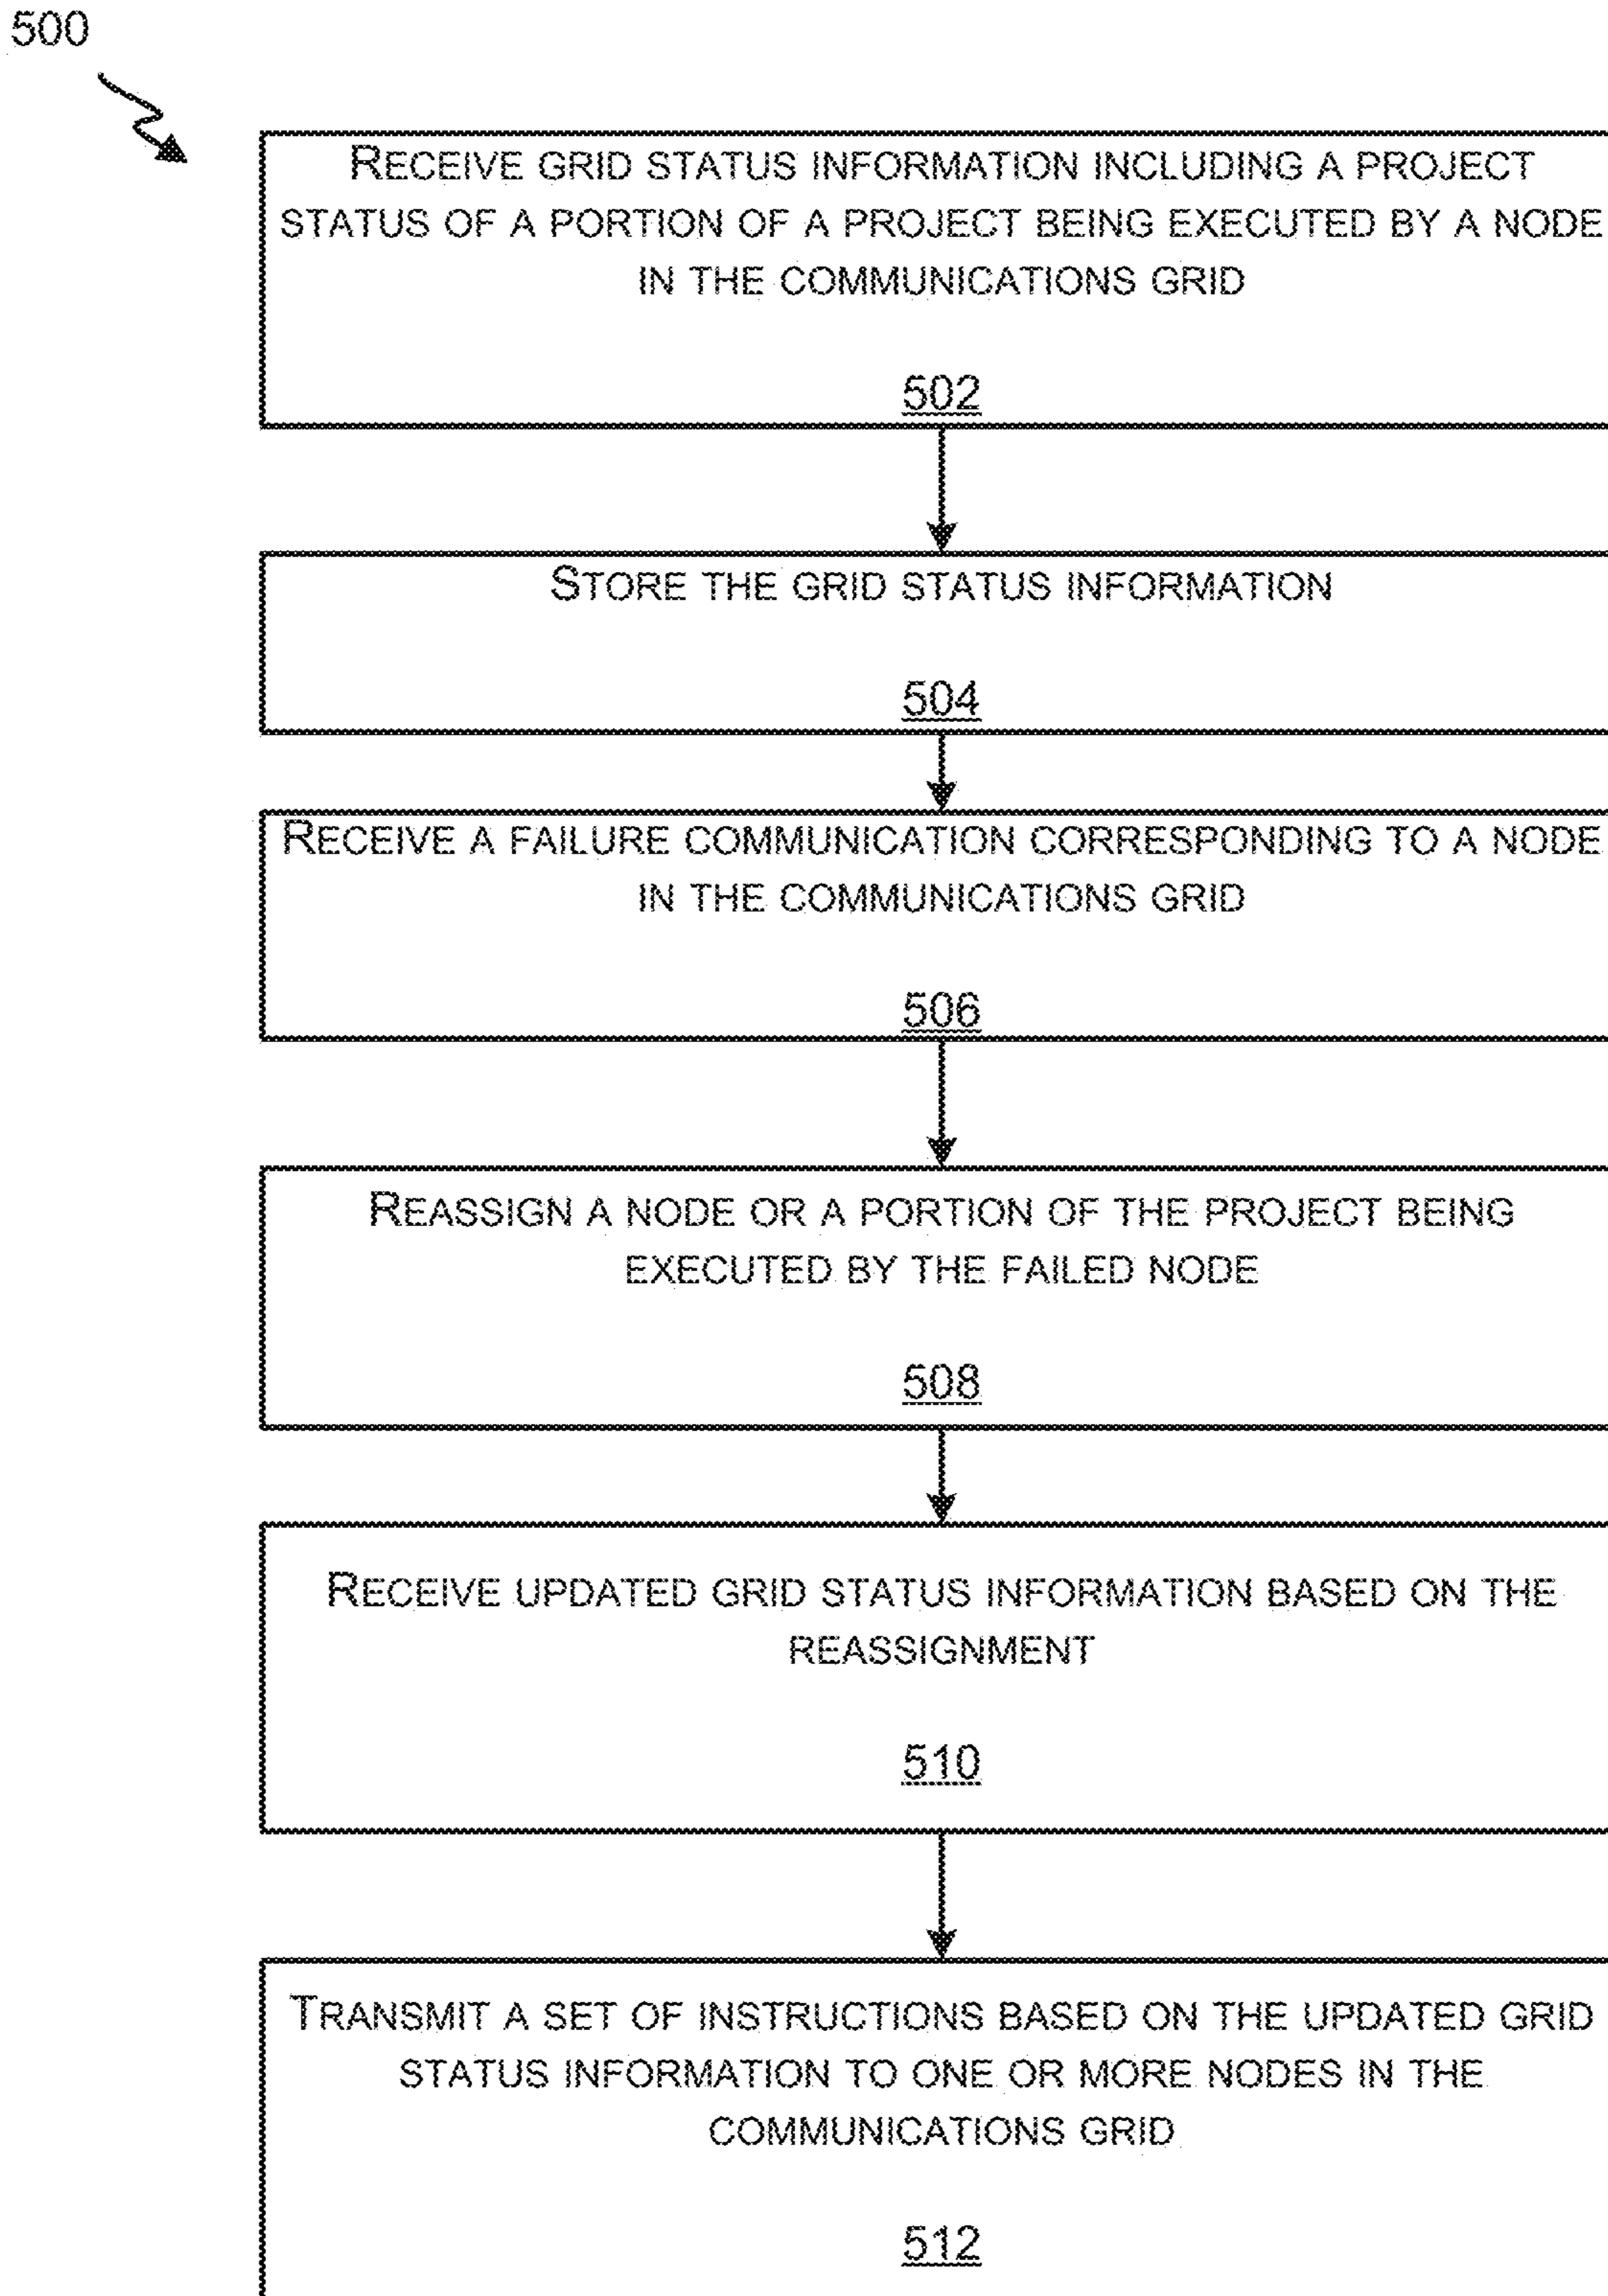 500
RECEIVE GRID STATUS INFORMATION INCLUDING A PROJECT
STATUS OF A PORTION OF A PROJECT BEING EXECUTED BY A NODE
IN THE COMMUNICATIONS GRID
502
STORE THE GRID STATUS INFORMATION
504
RECEIVE A FAILURE COMMUNICATION CORRESPONDING TO A NODE
IN THE COMMUNICATIONS GRID
506
REASSIGN A NODE OR A PORTION OF THE PROJECT BEING
EXECUTED BY THE FAILED NODE
508
RECEIVE UPDATED GRID STATUS INFORMATION BASED ON THE
REASSIGNMENT
510
TRANSMIT A SET OF INSTRUCTIONS BASED ON THE UPDATED GRID
STATUS INFORMATION TO ONE OR MORE NODES IN THE
COMMUNICATIONS GRID
512